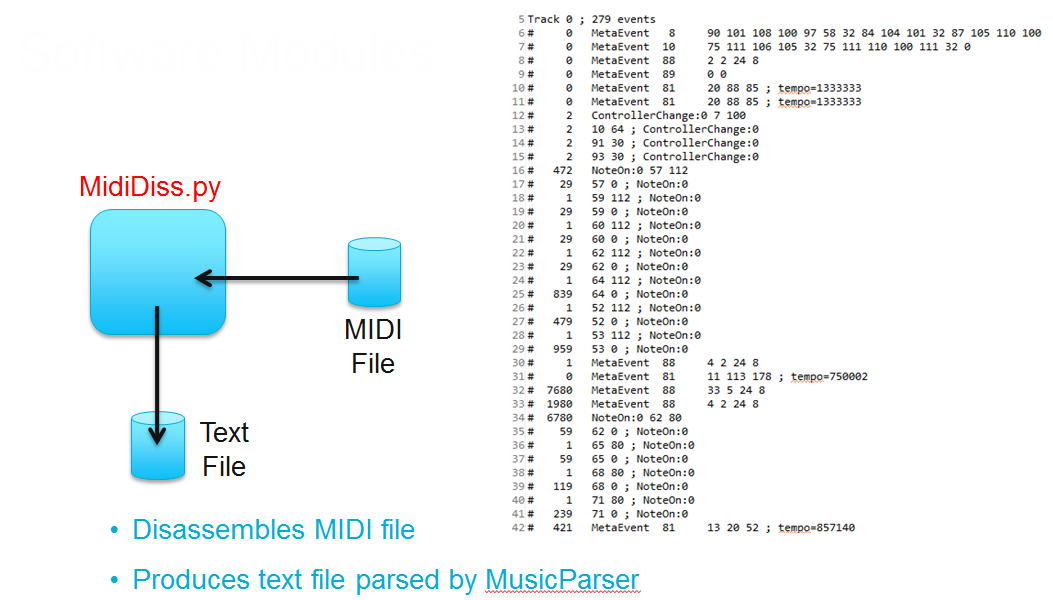 Software Modules
MidiDiss.py
MIDI
File
Text
File
• Disassembles MIDI file
• Produces text file parsed by MusicParser
5 Track 0 ; 279 events
6 # 0 MetaEvent 8 90 101 108 100 97 58 32 84 104 101 32 87 105 110 100
7 # 0 MetaEvent 10 75 111 106 105 32 75 111 110 100 111 32 0
8 # 0 MetaEvent 88 2 2 24 8
9 # 0 MetaEvent 89 0 0
10 # 0 MetaEvent 81 20 88 85 ; tempo=1333333
11 # 0 MetaEvent 81 20 88 85 ; tempo=1333333
12 # 2 ControllerChange:0 7 100
13 # 2 10 64 ; ControllerChange:0
14 # 2 91 30 ; ControllerChange:0
15 # 2 93 30 ; ControllerChange:0
16 # 472 NoteOn:0 57 112
17 # 29 57 0 ; NoteOn:0
18 # 1 59 112 ; NoteOn:0
19 # 29 59 0 ; NoteOn:0
20 # 1 60 112 ; NoteOn:0
21 # 29 60 0 ; NoteOn:0
22 # 1 62 112 ; NoteOn:0
23 # 29 62 0 ; NoteOn:0
24 # 1 64 112 ; NoteOn:0
25 # 839 64 0 ; NoteOn:0
26 # 1 52 112 ; NoteOn:0
27 # 479 52 0 ; NoteOn:0
28 # 1 53 112 ; NoteOn:0
29 # 959 53 0 ; NoteOn:0
30 # 1 MetaEvent 88 4 2 24 8
31 # 0 MetaEvent 81 11 113 178 ; tempo=750002
32 # 7680 MetaEvent 88 33 5 24 8
33 # 1980 MetaEvent 88 4 2 24 8
34 # 6780 NoteOn:0 62 80
35 # 59 62 0 ; NoteOn:0
36 # 1 65 80 ; NoteOn:0
37 # 59 65 0 ; NoteOn:0
38 # 1 68 80 ; NoteOn:0
39 # 119 68 0 ; NoteOn:0
40 # 1 71 80 ; NoteOn:0
41 # 239 71 0 ; NoteOn:0
42 # 421 MetaEvent 81 13 20 52 ; tempo=857140